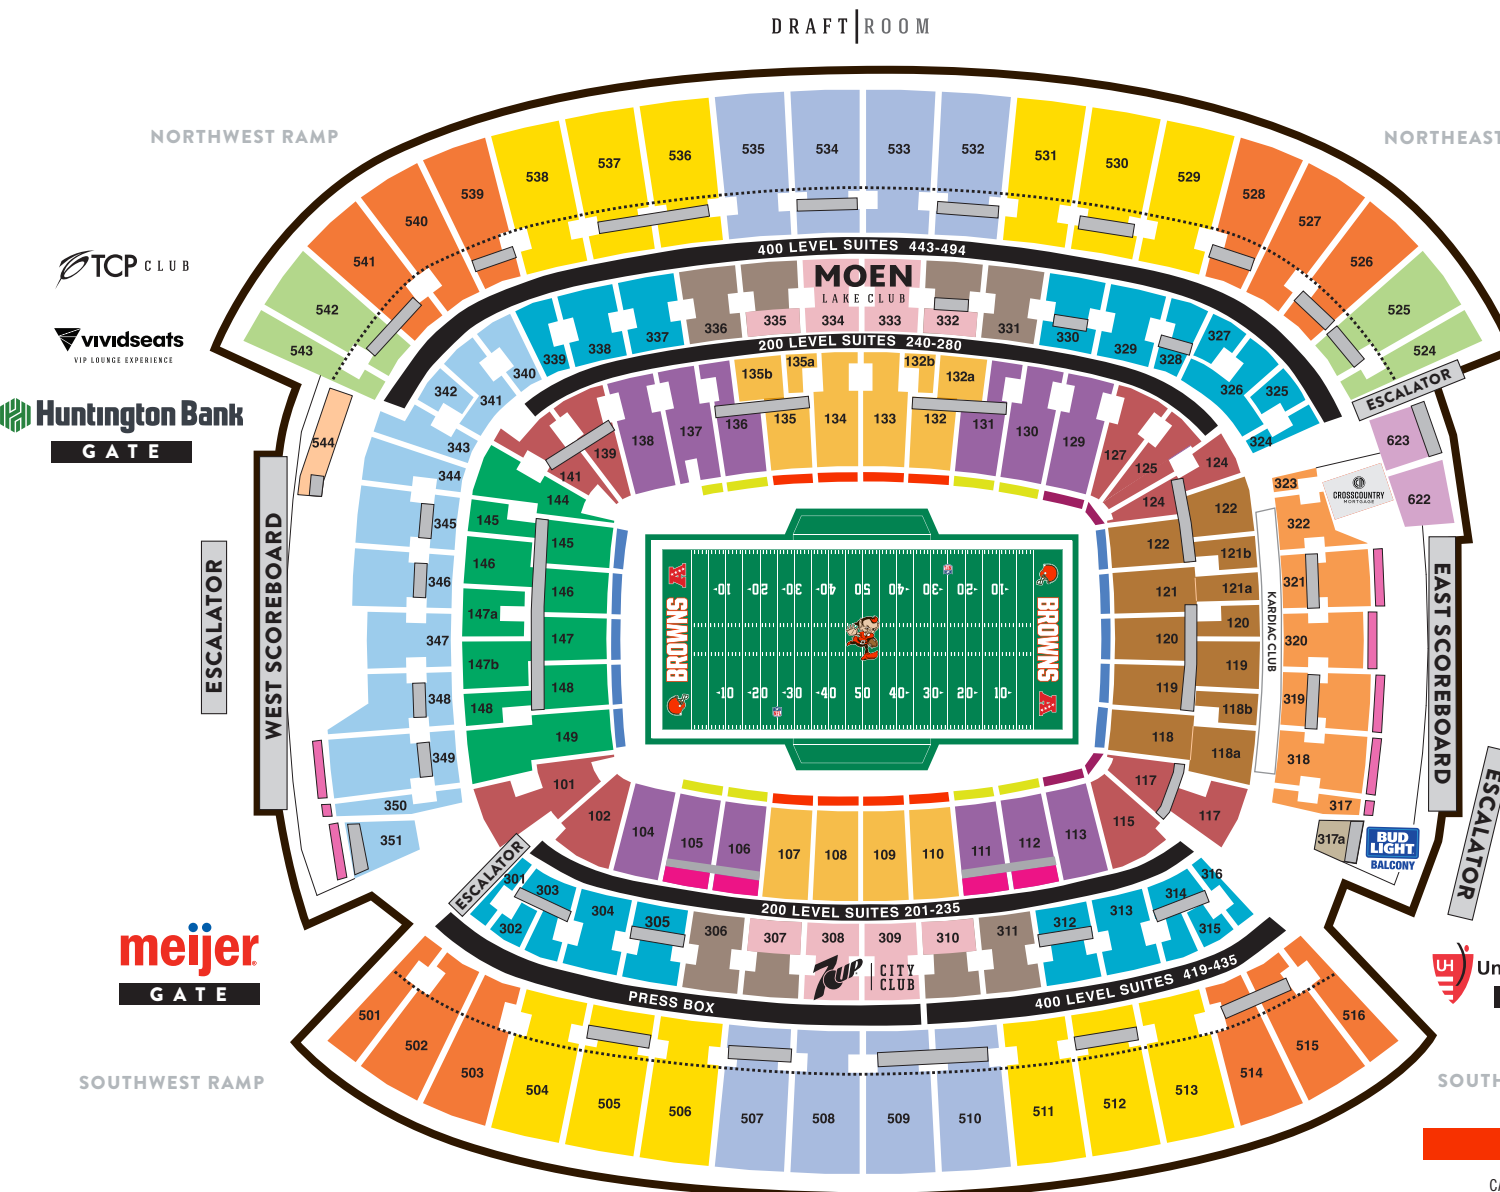 DRAFT ROOM
NORTHWEST RAMP
NORTHEAST
TCP CLUB
vividseats
VIP LOUNGE EXPERIENCE
Huntington Bank
GATE
538 537 536 535 534 533 532 531 530 529
539 528
540 527
541 526
542 525
543 524
400 LEVEL SUITES 443-494
MOEN
LAKE CLUB
336 335 334 333 332 331
339 338 337 330 329 328 327
342 341 340 326 325 324
343
344
345
346
347
348
349
350
351
544
200 LEVEL SUITES 240-280
135b 135a 132b 132a
141 139 138 137 136 135 134 133 132 131 130 129 127 125 124
124
144
145 145
146 146
147a 147
147b
148 148
149
101
102
122 122
121b
121 121a
120 120
119 119
118b
118 118a
117 117
115
KARDIAC CLUB
323
322
321
320
319
318
317
317a
623
622
CROSSCOUNTRY
MORTGAGE
ESCALATOR
ESCALATOR
WEST SCOREBOARD
EAST SCOREBOARD
ESCALATOR
BUD
LIGHT
BALCONY
10 20 30 40 50 40 30 20 10
BROWNS
BROWNS
10 20 30 40 50 40 30 20 10
104 105 106 107 108 109 110 111 112 113
ESCALATOR
200 LEVEL SUITES 201-235
301 303 304 305 306 307 308 309 310 311 312 313 314 316
302 315
7UP CITY
CLUB
PRESS BOX
400 LEVEL SUITES 419-435
meijer
GATE
UH Un
501 516
502 515
503 514
504 505 506 507 508 509 510 511 512 513
SOUTHWEST RAMP
SOUTH
CA